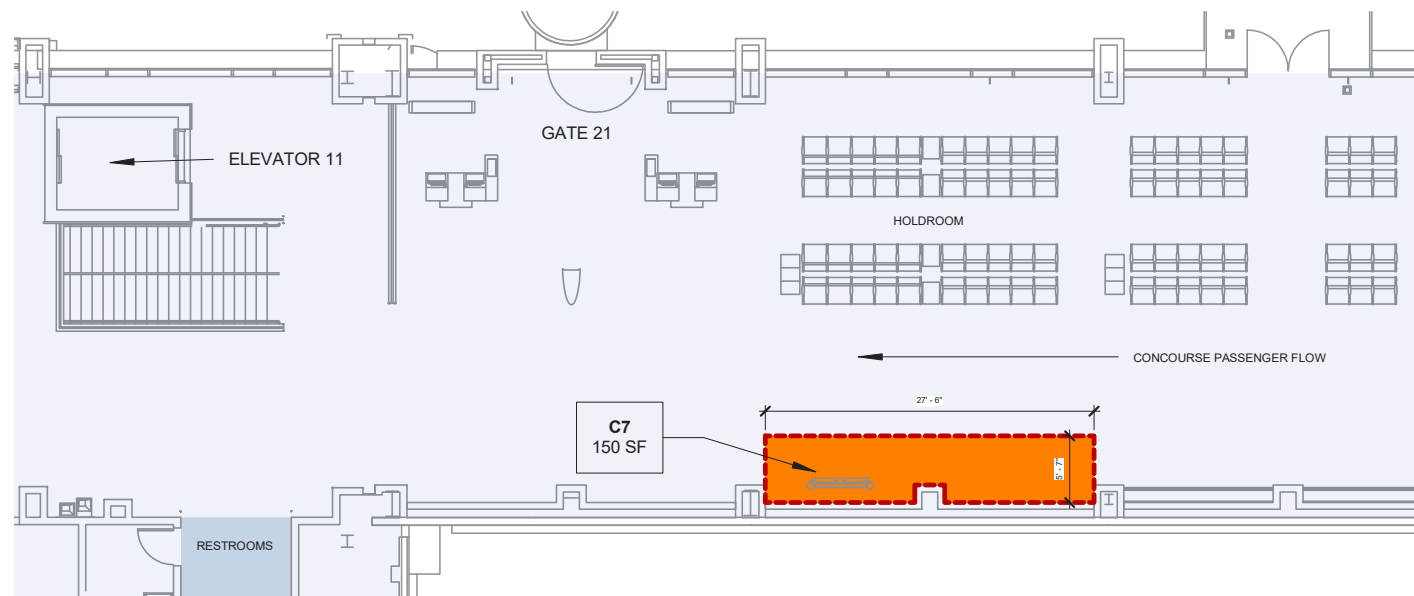 GATE 21
ELEVATOR 11
HOLDROOM
CONCOURSE PASSENGER FLOW
27' - 6"
C7
150 SF
5' - 7"
RESTROOMS